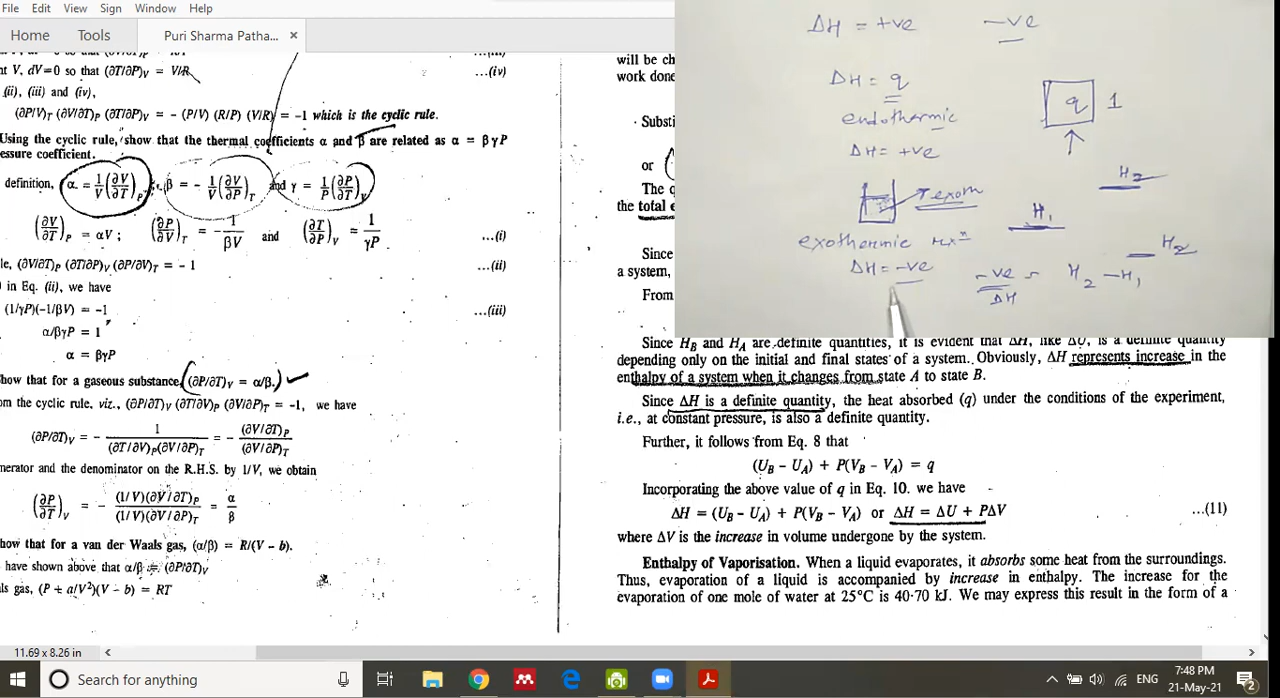 File Edit View Sign Window Help
Home Tools Puri Sharma Patha... ×
...(iii)
nt V, dV=0 so that (∂T/∂P)V = V/R
...(iv)
(ii), (iii) and (iv),
(∂P/V)T (∂V/∂T)P (∂T/∂P)V = - (P/V) (R/P) (V/R) = -1 which is the cyclic rule.
Using the cyclic rule, show that the thermal coefficients α and β are related as α = βγP
essure coefficient.
definition, α = 1/V (∂V/∂T)P ; β = - 1/V (∂V/∂P)T and γ = 1/P (∂P/∂T)V
(∂V/∂T)P = αV ; (∂P/∂V)T = - 1/βV and (∂T/∂P)V = 1/γP ...(i)
le, (∂V/∂T)P (∂T/∂P)V (∂P/∂V)T = -1 ...(ii)
) in Eq. (ii), we have
(1/γP)(-1/βV) = -1 ...(iii)
α/βγP = 1
α = βγP
how that for a gaseous substance, (∂P/∂T)V = α/β.
om the cyclic rule, viz., (∂P/∂T)V (∂T/∂V)P (∂V/∂P)T = -1, we have
(∂P/∂T)V = - 1/(∂T/∂V)P(∂V/∂P)T = - (∂V/∂T)P/(∂V/∂P)T
nerator and the denominator on the R.H.S. by 1/V, we obtain
(∂P/∂T)V = - (1/V)(∂V/∂T)P/(1/V)(∂V/∂P)T = α/β
how that for a van der Waals gas, (α/β) = R/(V - b).
have shown above that α/β = (∂P/∂T)V
ls gas, (P + a/V²)(V - b) = RT
will be ch
work done
Substi
or
The q
the total e
Since
a system,
From
ΔH = +ve -ve
ΔH = q
q 1
endothermic
ΔH = +ve
H2
exom
H1
exothermic rxn
H2
ΔH = -ve
-ve = H2 - H1
ΔH
Since HB and HA are definite quantities, it is evident that ΔH, like ΔU, is a definite quantity
depending only on the initial and final states of a system. Obviously, ΔH represents increase in the
enthalpy of a system when it changes from state A to state B.
Since ΔH is a definite quantity, the heat absorbed (q) under the conditions of the experiment,
i.e., at constant pressure, is also a definite quantity.
Further, it follows from Eq. 8 that
(UB - UA) + P(VB - VA) = q
Incorporating the above value of q in Eq. 10. we have
ΔH = (UB - UA) + P(VB - VA) or ΔH = ΔU + PΔV ...(11)
where ΔV is the increase in volume undergone by the system.
Enthalpy of Vaporisation. When a liquid evaporates, it absorbs some heat from the surroundings.
Thus, evaporation of a liquid is accompanied by increase in enthalpy. The increase for the
evaporation of one mole of water at 25°C is 40·70 kJ. We may express this result in the form of a
11.69 x 8.26 in
Search for anything
ENG
7:48 PM
21-May-21
2